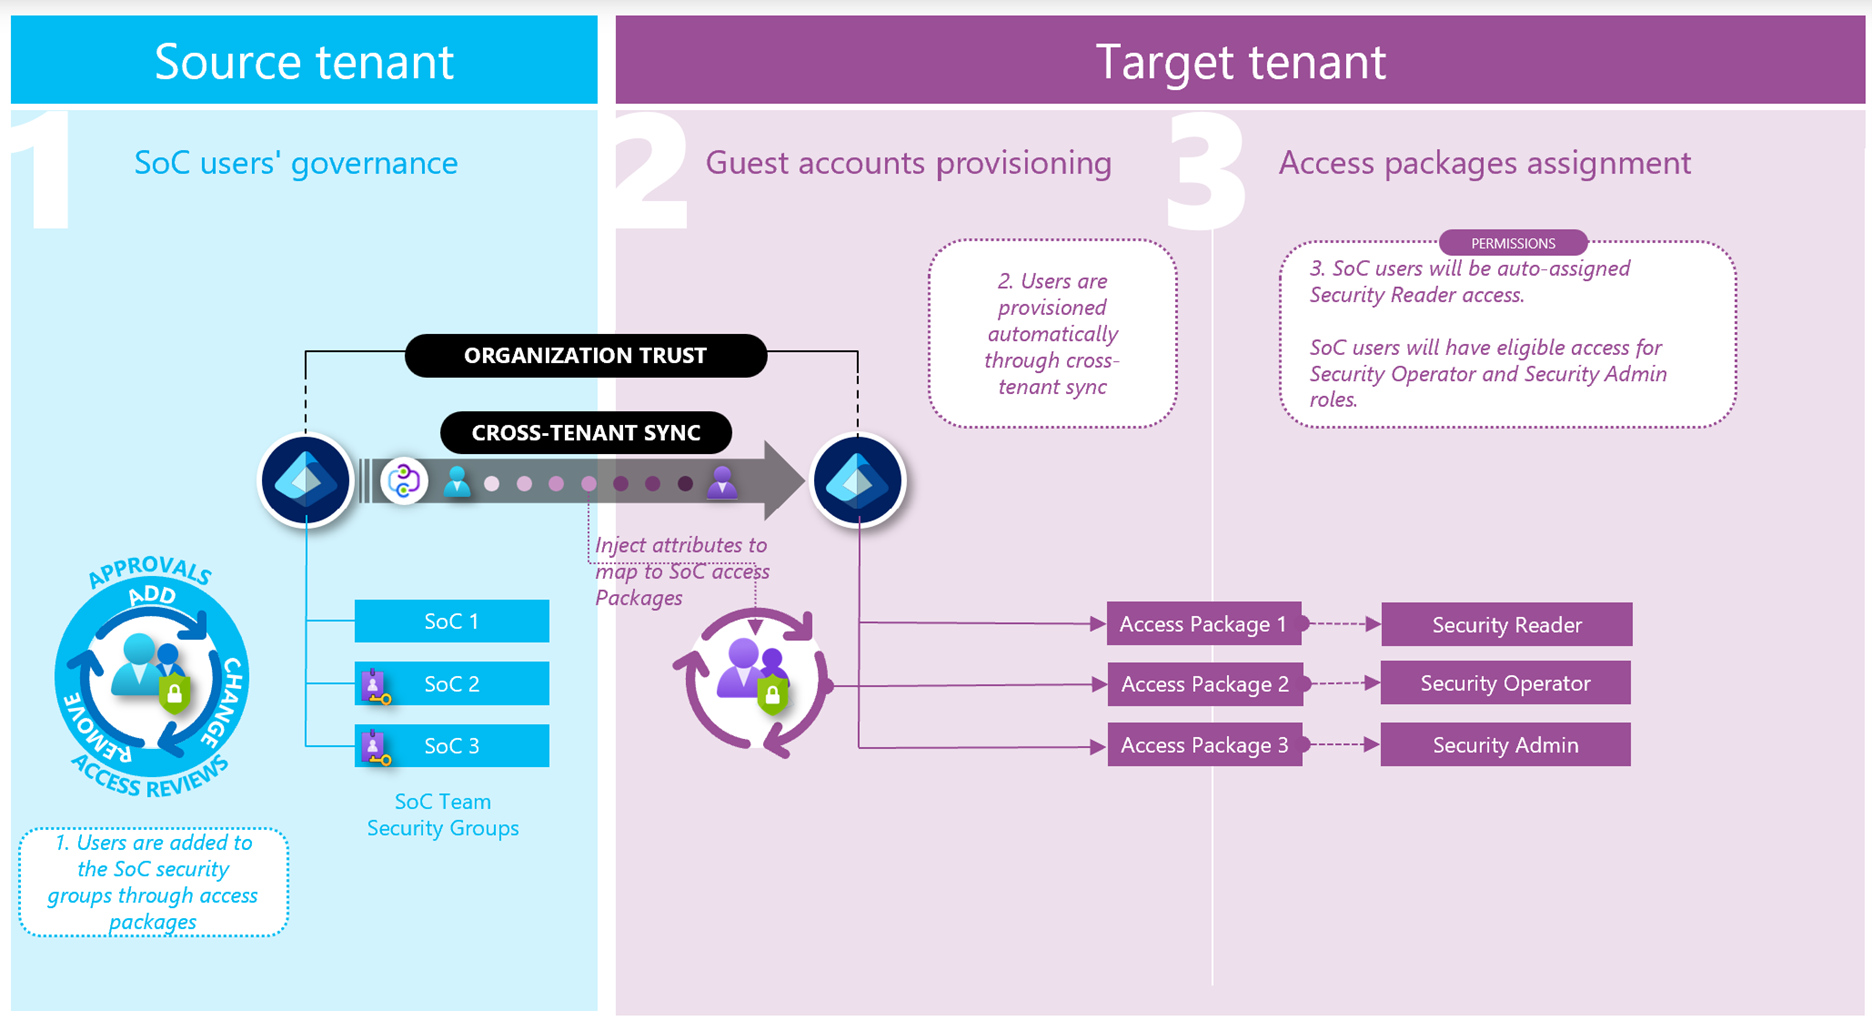 Source tenant
Target tenant
1
SoC users' governance
2
Guest accounts provisioning
3
Access packages assignment
2. Users are
provisioned
automatically
through cross-
tenant sync
PERMISSIONS
3. SoC users will be auto-assigned
Security Reader access.
SoC users will have eligible access for
Security Operator and Security Admin
roles.
ORGANIZATION TRUST
CROSS-TENANT SYNC
Inject attributes to
map to SoC access
Packages
APPROVALS
ADD
CHANGE
REMOVE
ACCESS REVIEWS
SoC 1
SoC 2
SoC 3
SoC Team
Security Groups
1. Users are added to
the SoC security
groups through access
packages
Access Package 1
Security Reader
Access Package 2
Security Operator
Access Package 3
Security Admin